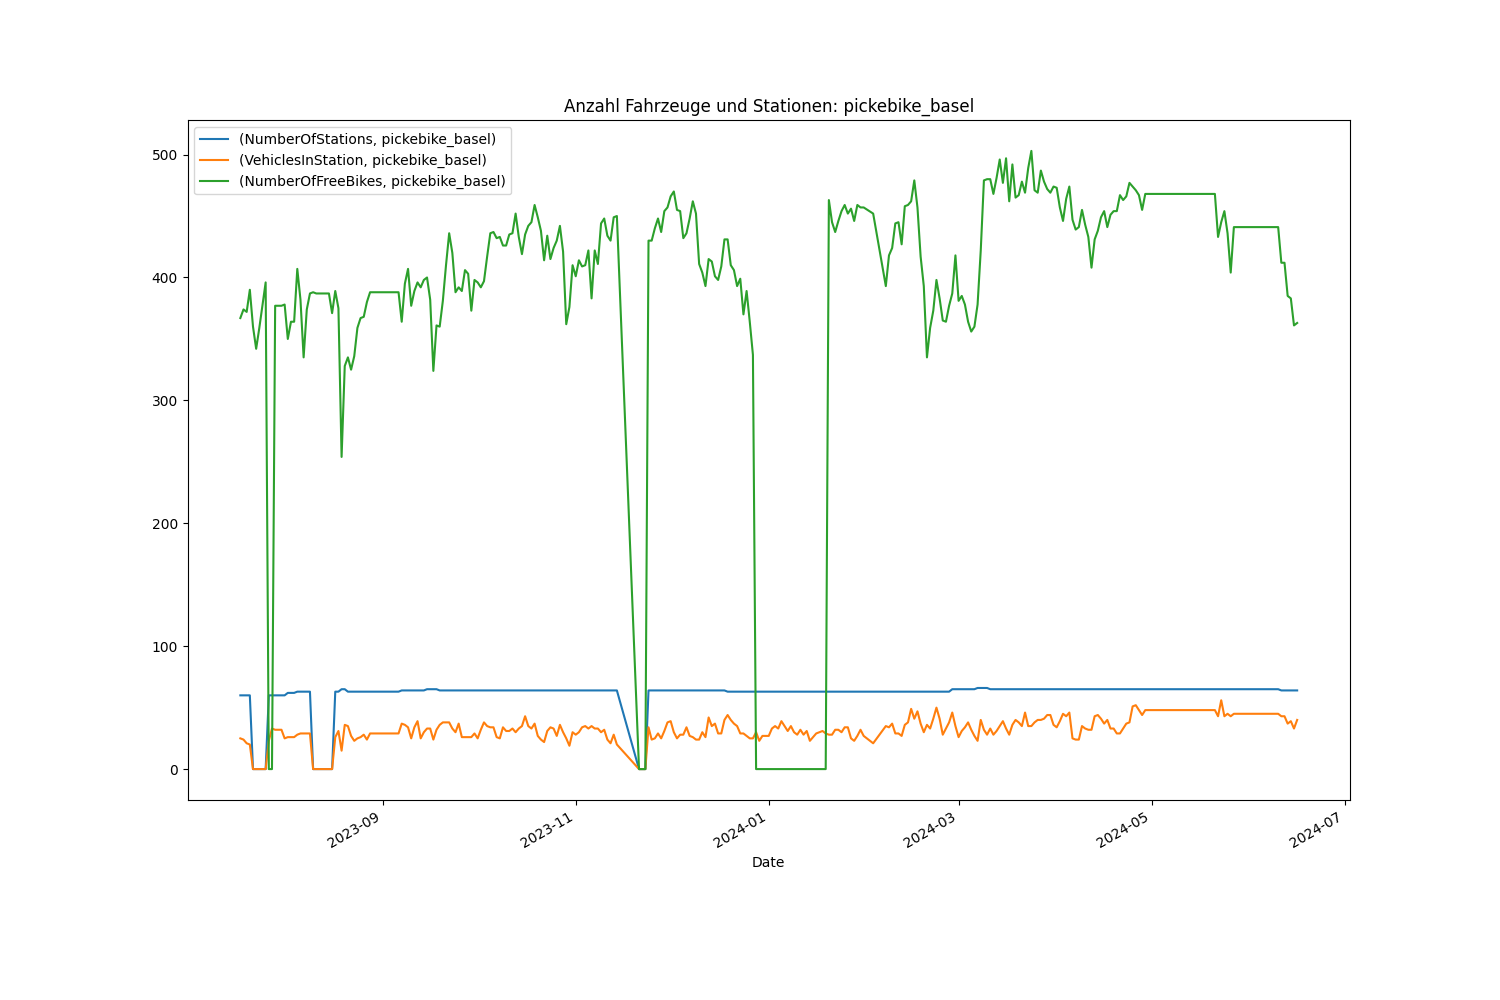 Anzahl Fahrzeuge und Stationen: pickebike_basel
(NumberOfStations, pickebike_basel)
(VehiclesInStation, pickebike_basel)
(NumberOfFreeBikes, pickebike_basel)
500
400
300
200
100
0
2023-09
2023-11
2024-01
2024-03
2024-05
2024-07
Date